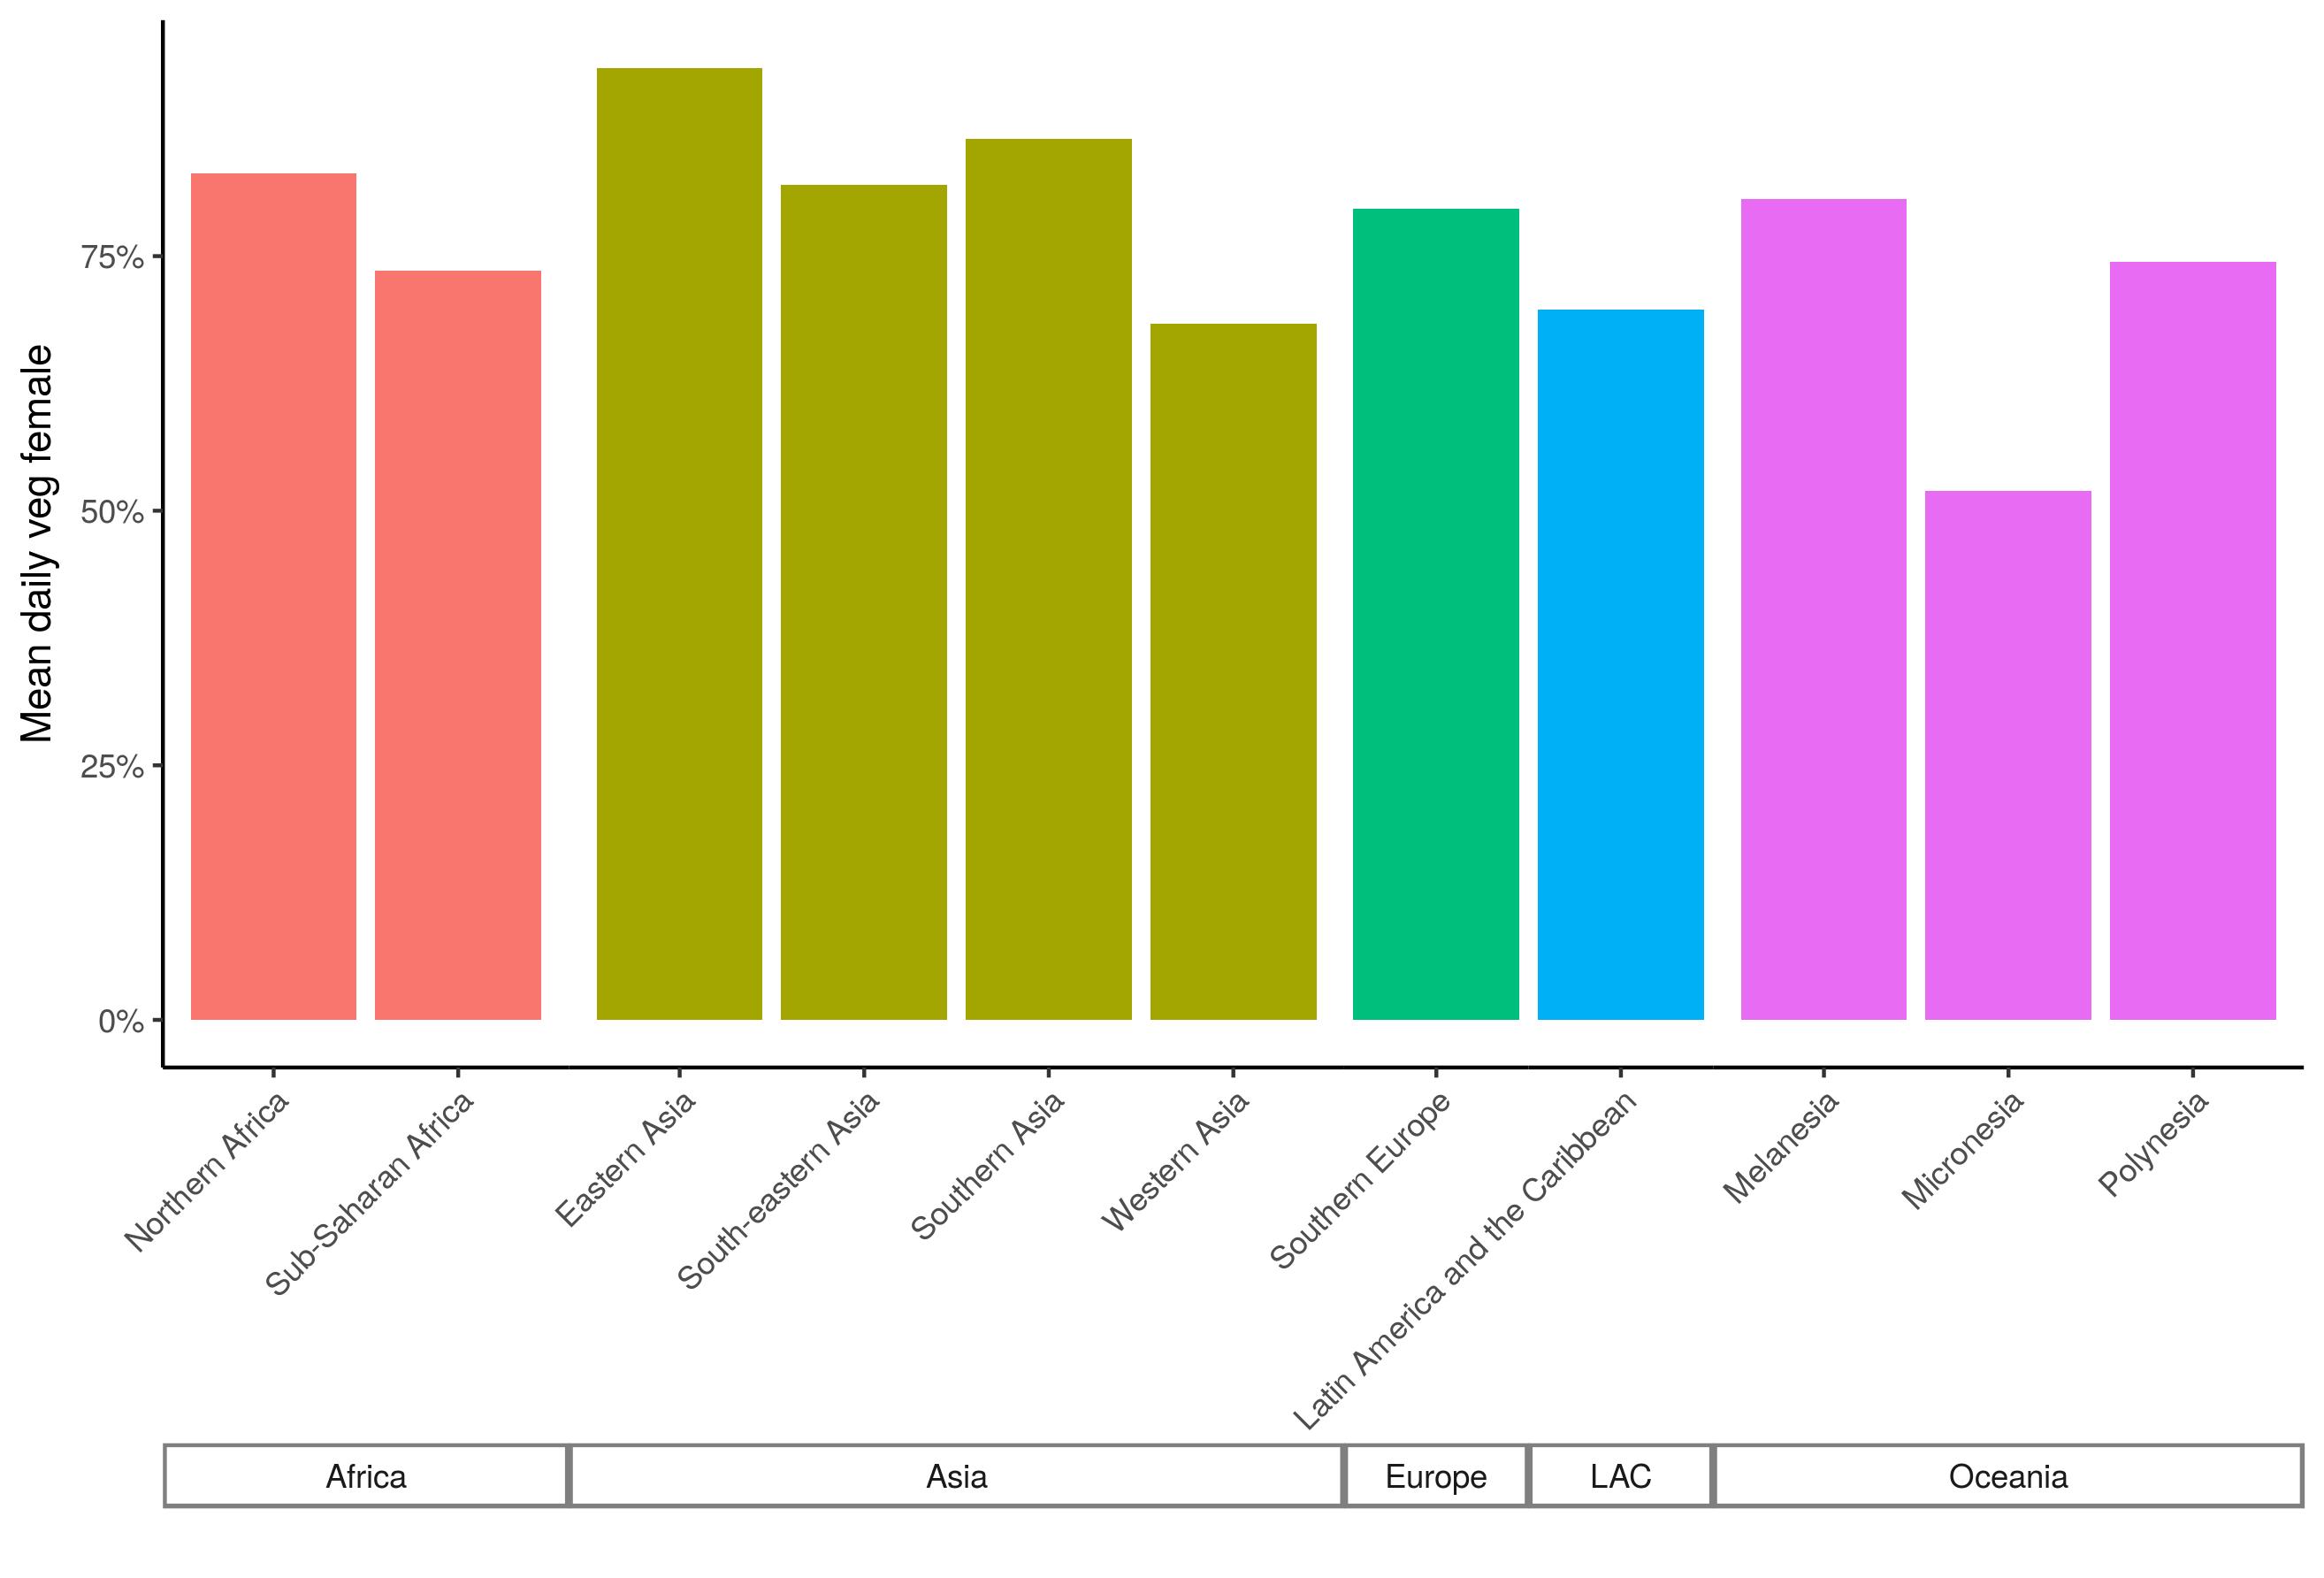 Mean daily veg female
75%
50%
25%
0%
Northern Africa
Sub-Saharan Africa
Eastern Asia
South-eastern Asia
Southern Asia
Western Asia
Southern Europe
Latin America and the Caribbean
Melanesia
Micronesia
Polynesia
Africa
Asia
Europe
LAC
Oceania